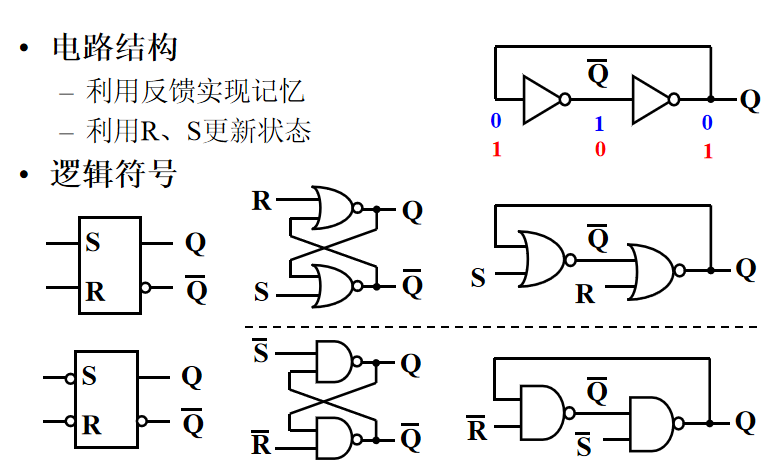 • 电路结构
– 利用反馈实现记忆
– 利用R、S更新状态
• 逻辑符号
Q̅
Q
0 1 0
1 0 1
S Q
R Q̅
R Q
S Q̅
Q̅
S Q
R
S Q
R Q̅
S̅ Q
R̅ Q̅
Q̅
R̅ Q
S̅